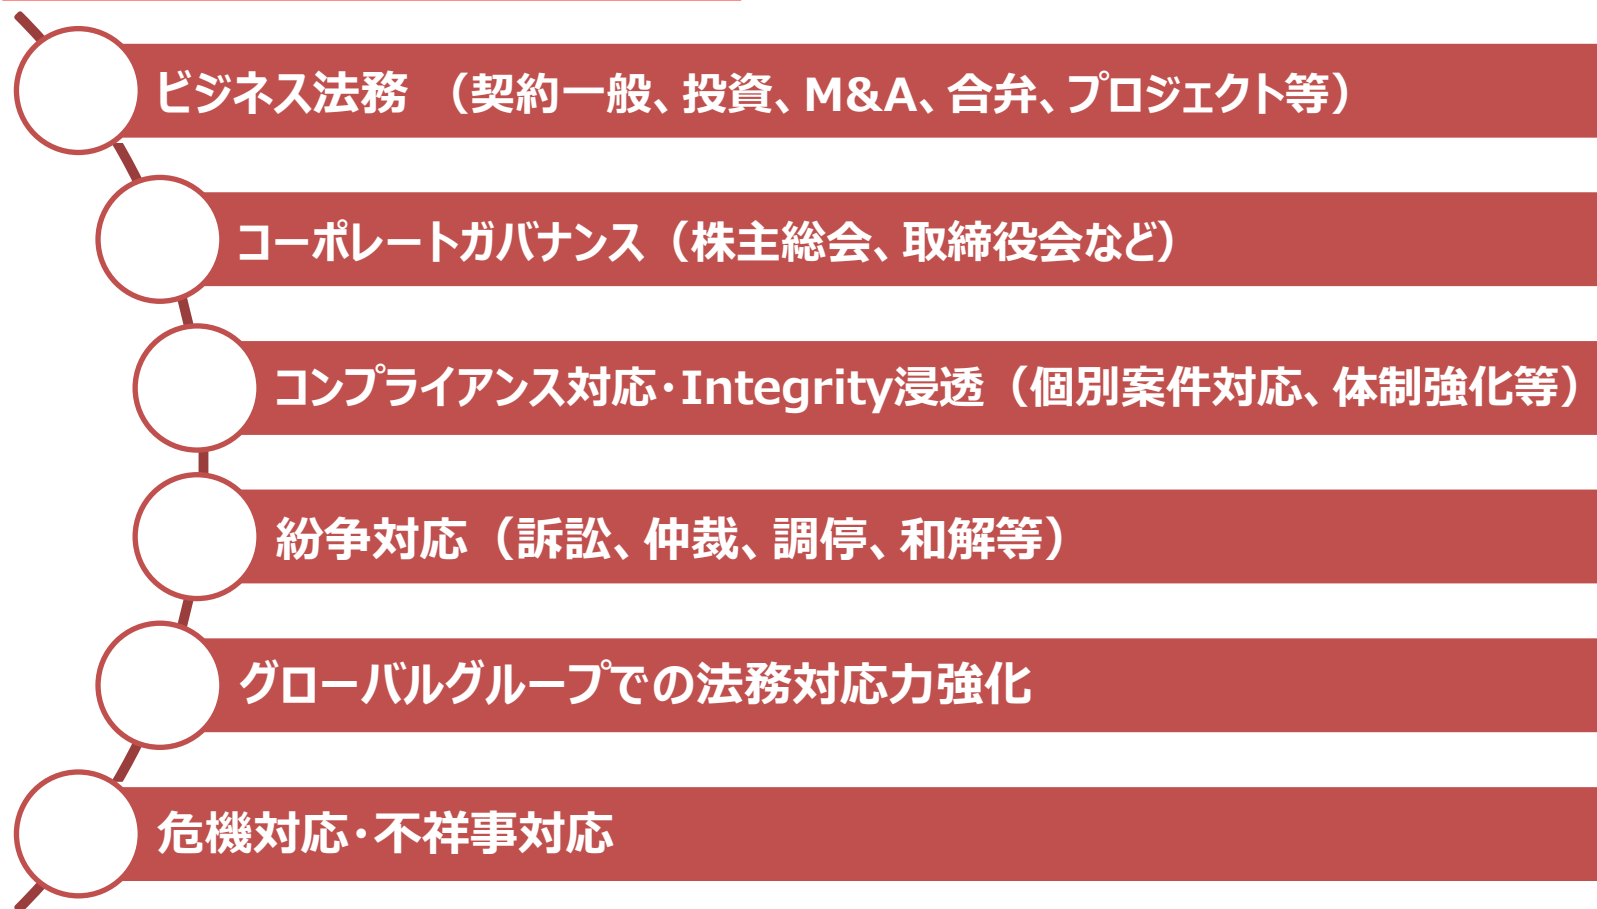 ビジネス法務 （契約一般、投資、M&A、合弁、プロジェクト等）
コーポレートガバナンス（株主総会、取締役会など）
コンプライアンス対応・Integrity浸透（個別案件対応、体制強化等）
紛争対応（訴訟、仲裁、調停、和解等）
グローバルグループでの法務対応力強化
危機対応・不祥事対応